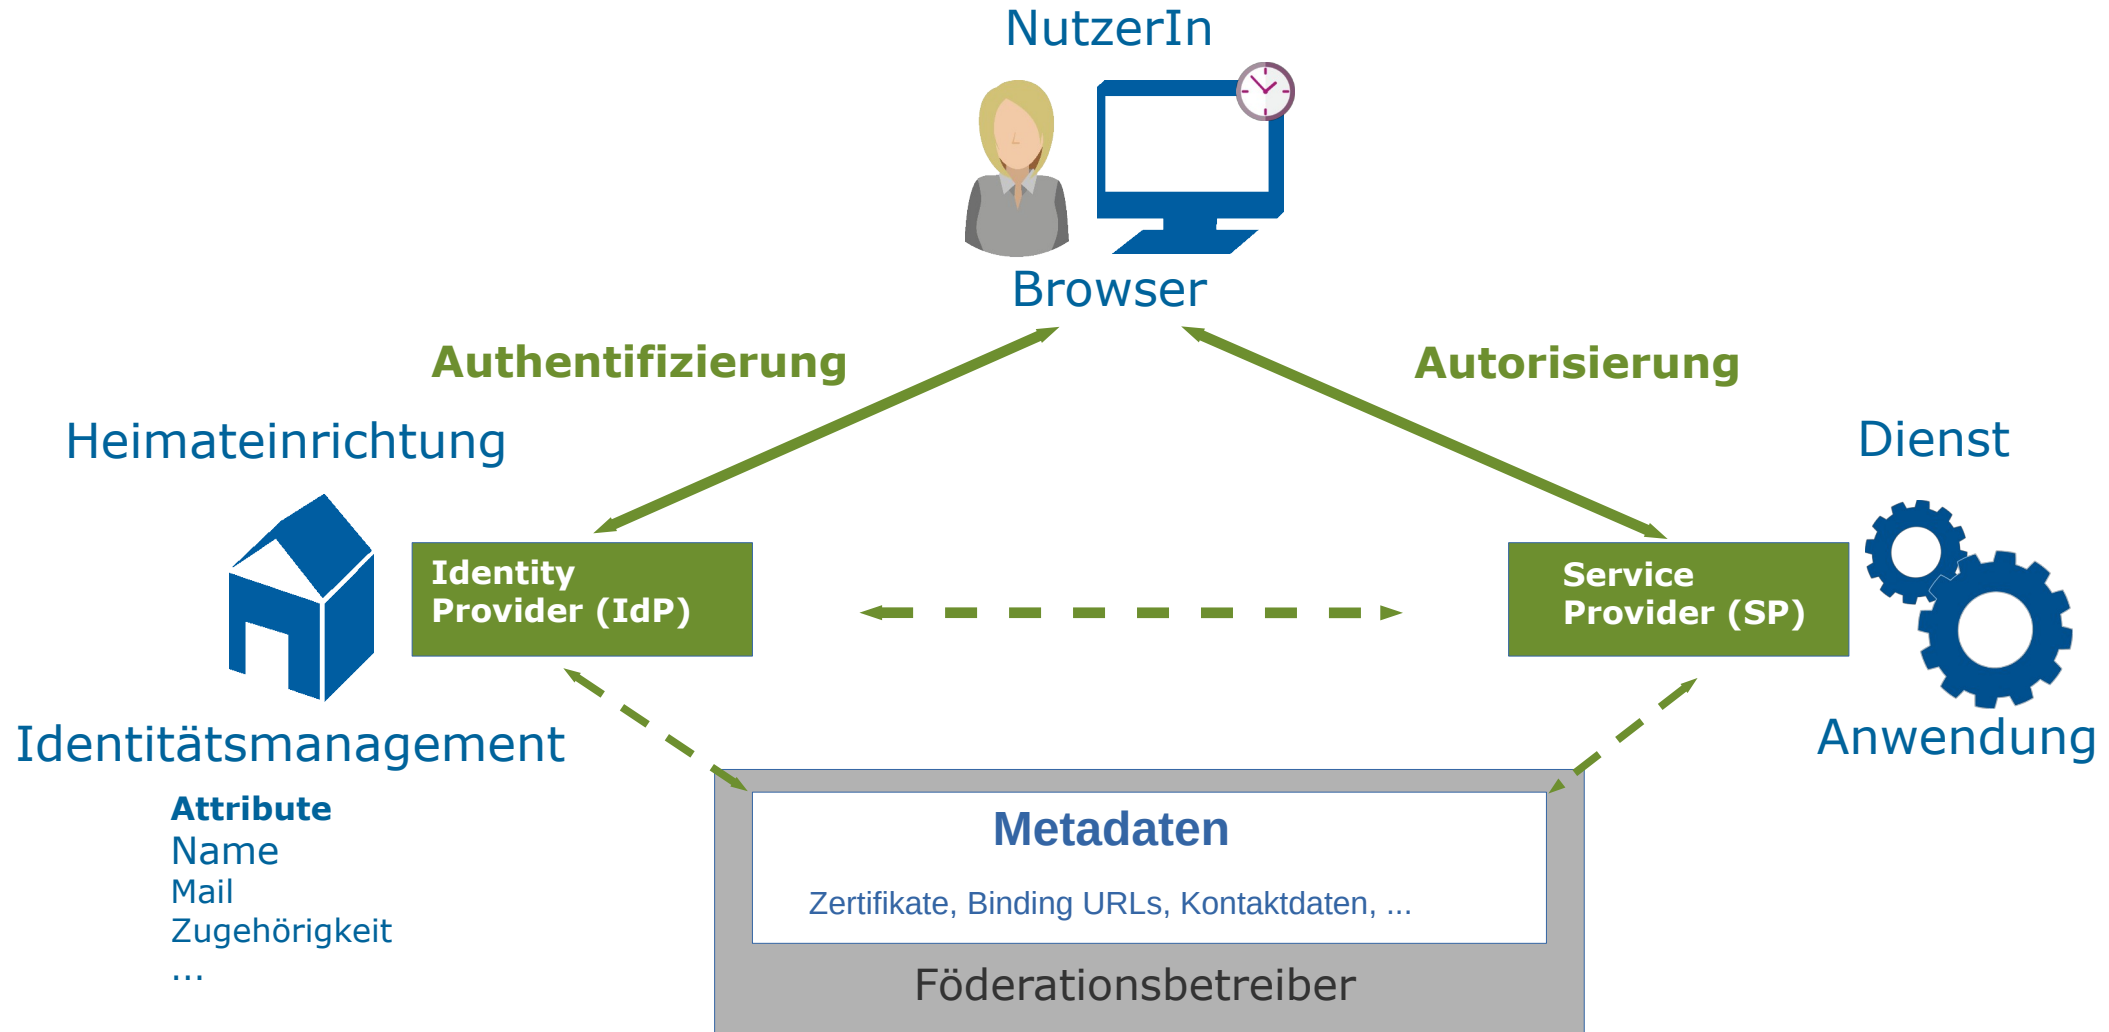 NutzerIn
Browser
Authentifizierung
Autorisierung
Heimateinrichtung
Dienst
Identity
Provider (IdP)
Service
Provider (SP)
Identitätsmanagement
Anwendung
Attribute
Name
Mail
Zugehörigkeit
...
Metadaten
Zertifikate, Binding URLs, Kontaktdaten, ...
Föderationsbetreiber